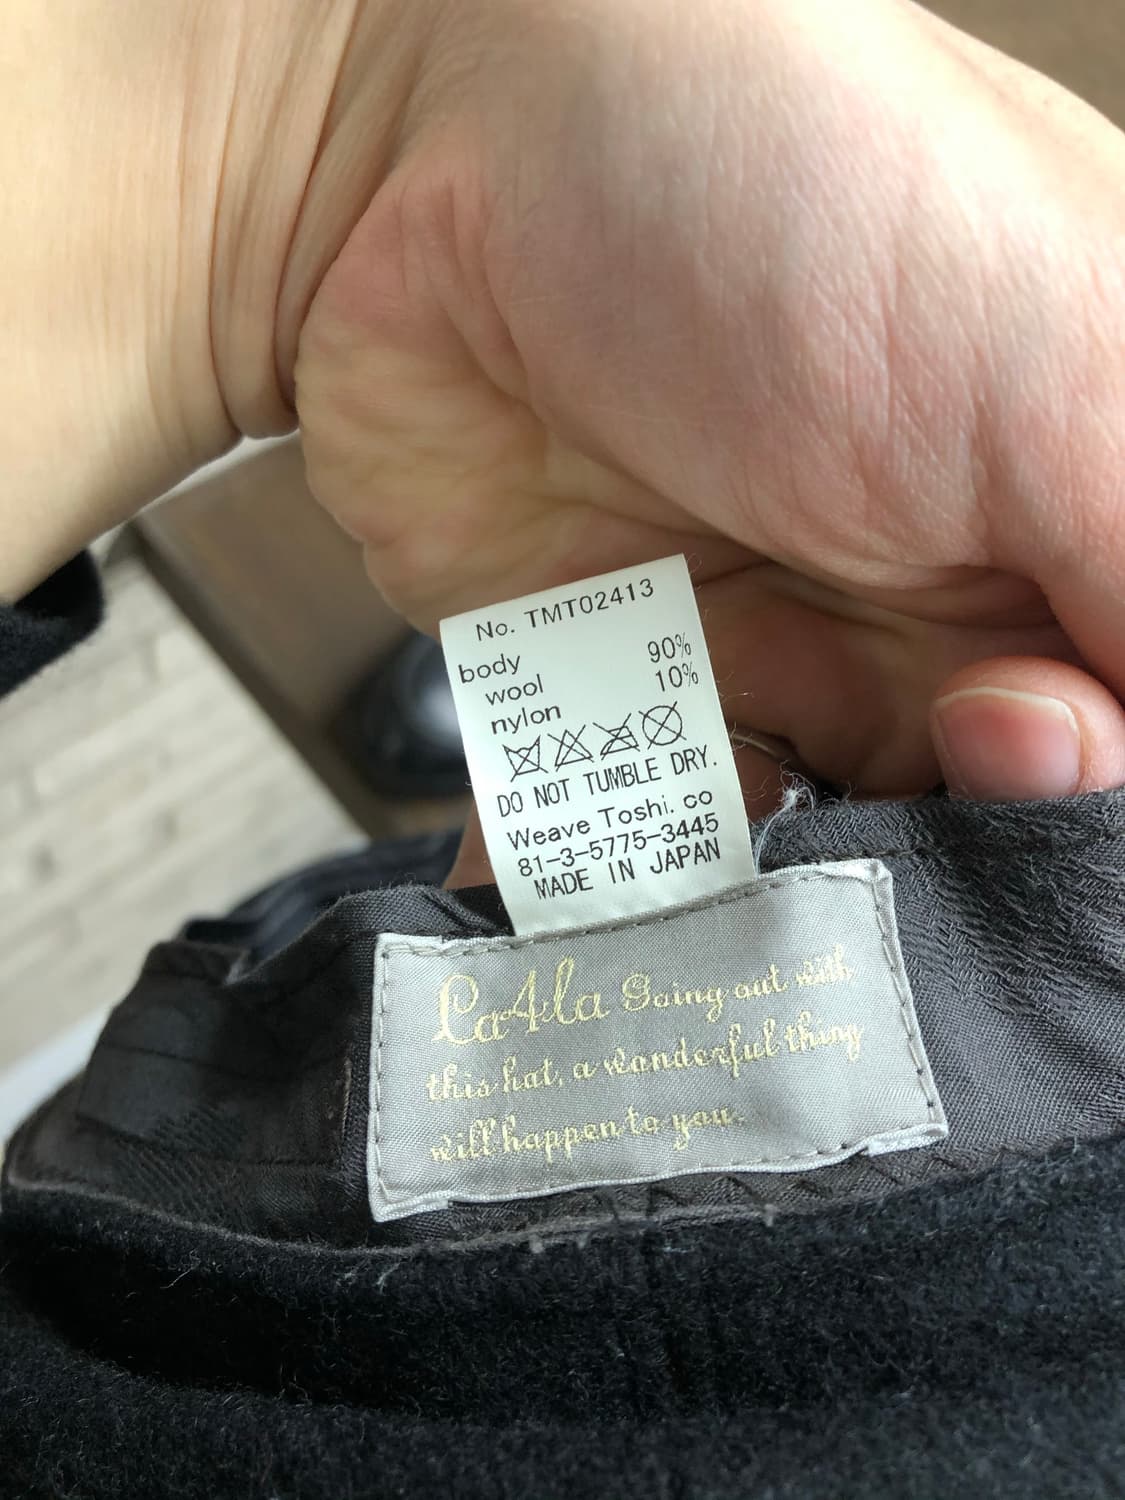 No. TMT02413
body
wool 90%
nylon 10%
DO NOT TUMBLE DRY.
Weave Toshi. co
81-3-5775-3445
MADE IN JAPAN
Ca4la Going out with
this hat, a wonderful thing
will happen to you.